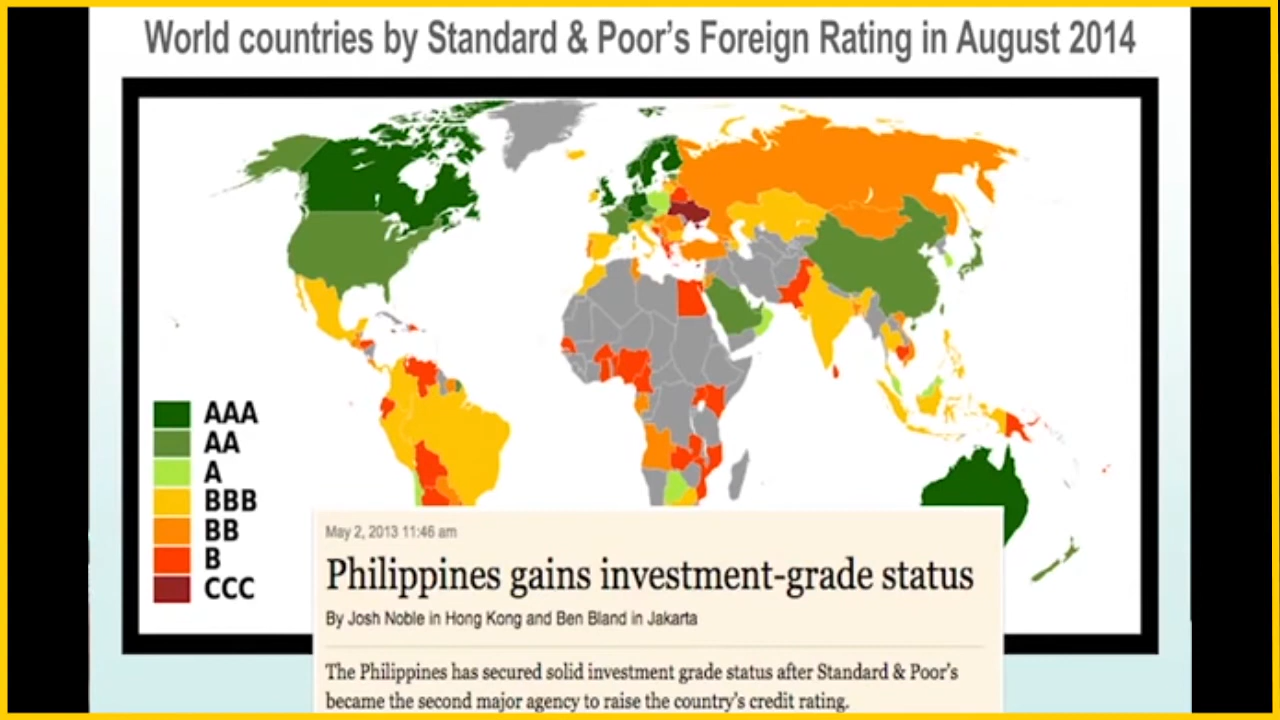 World countries by Standard & Poor's Foreign Rating in August 2014
AAA
AA
A
BBB
BB
B
CCC
May 2, 2013 11:46 am
Philippines gains investment-grade status
By Josh Noble in Hong Kong and Ben Bland in Jakarta
The Philippines has secured solid investment grade status after Standard & Poor's
became the second major agency to raise the country's credit rating.